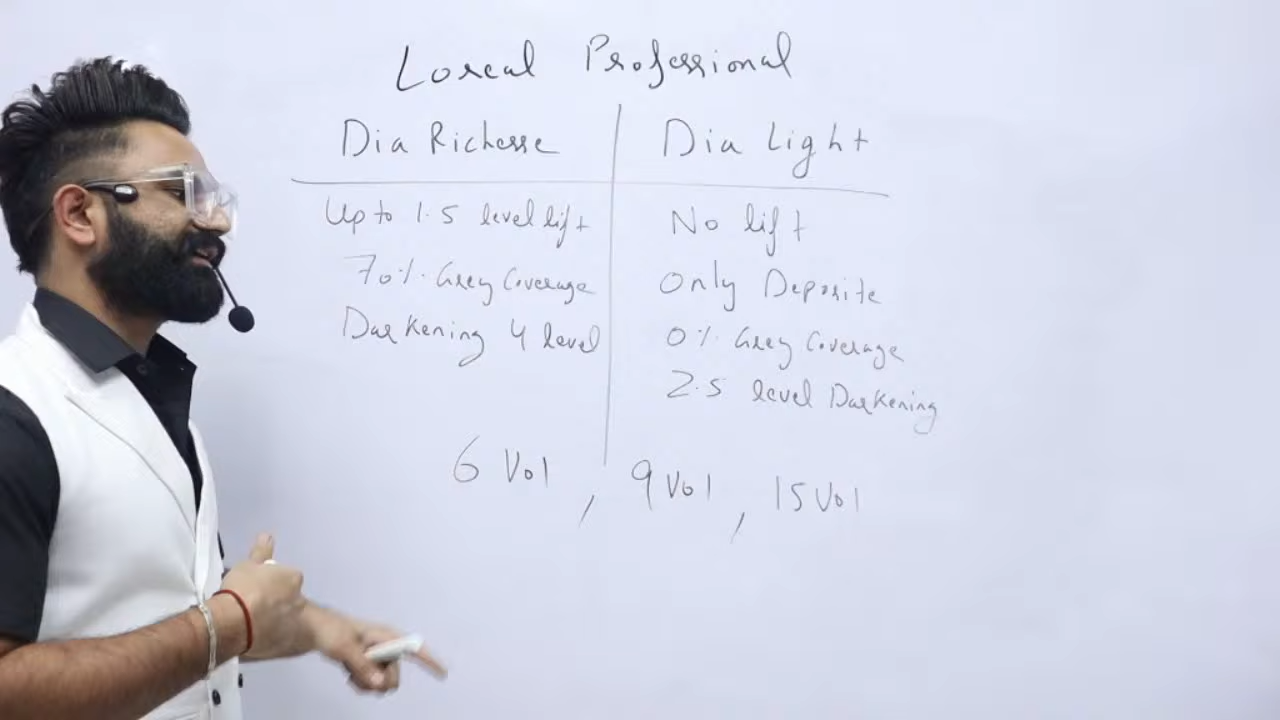 Loreal Professional
Dia Richesse
Up to 1.5 level lift
70% Grey Coverage
Darkening 4 level
Dia Light
No lift
Only Deposite
0% Grey Coverage
2.5 level Darkening
6 Vol , 9 Vol , 15 Vol